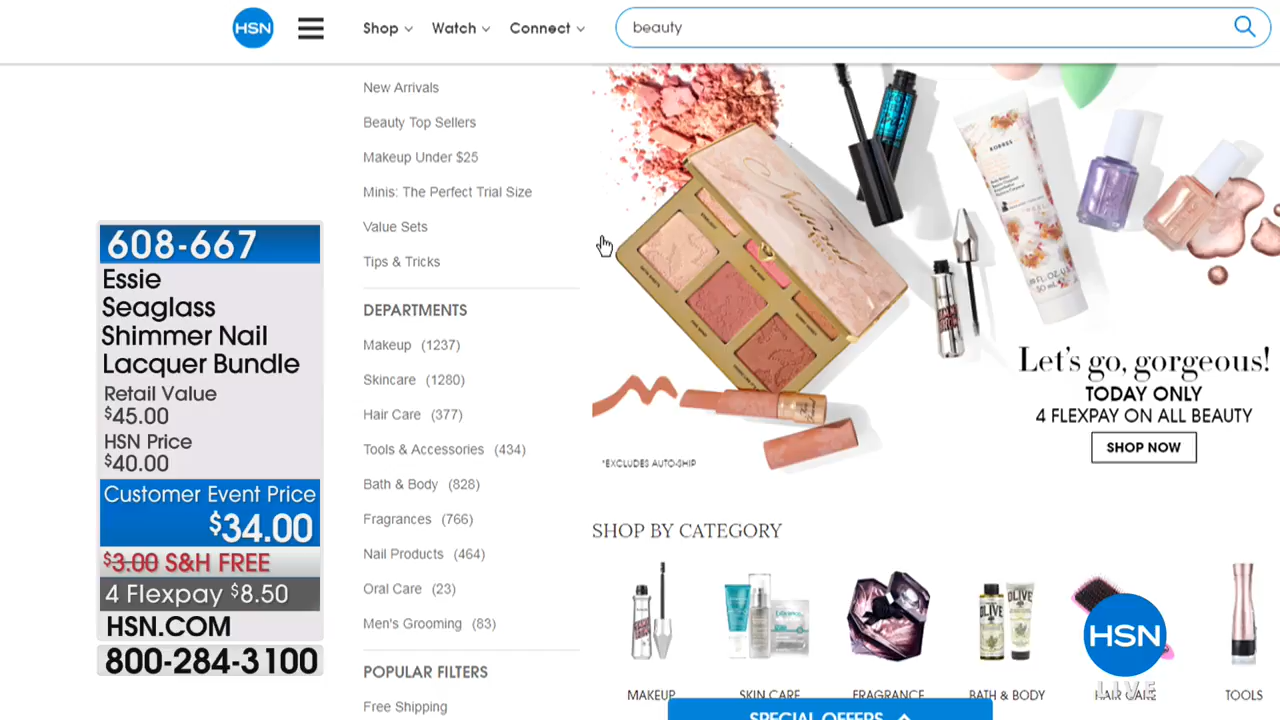 HSN
Shop
Watch
Connect
beauty
New Arrivals
Beauty Top Sellers
Makeup Under $25
Minis: The Perfect Trial Size
Value Sets
Tips & Tricks
DEPARTMENTS
Makeup (1237)
Skincare (1280)
Hair Care (377)
Tools & Accessories (434)
Bath & Body (828)
Fragrances (766)
Nail Products (464)
Oral Care (23)
Men's Grooming (83)
POPULAR FILTERS
Free Shipping
608-667
Essie
Seaglass
Shimmer Nail
Lacquer Bundle
Retail Value
$45.00
HSN Price
$40.00
Customer Event Price
$34.00
$3.00 S&H FREE
4 Flexpay $8.50
HSN.COM
800-284-3100
Natural
KORRES
essie
Let's go, gorgeous!
TODAY ONLY
4 FLEXPAY ON ALL BEAUTY
SHOP NOW
*EXCLUDES AUTO-SHIP
SHOP BY CATEGORY
OLIVE
OLIVE
MAKEUP
SKIN CARE
FRAGRANCE
BATH & BODY
HAIR CARE
TOOLS
HSN
LIVE
SPECIAL OFFERS